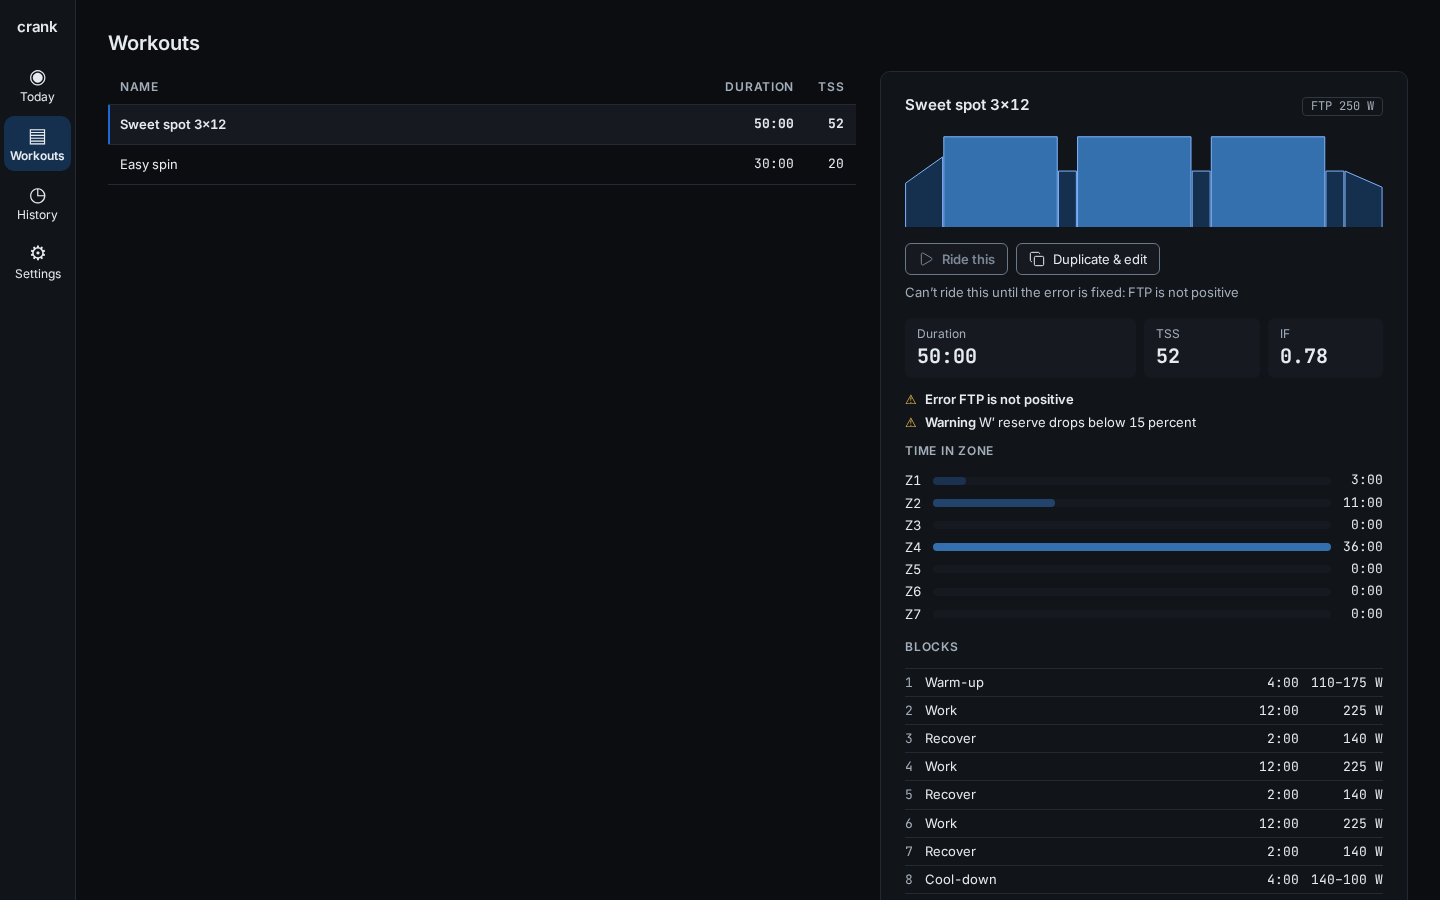 crank
Today
Workouts
History
Settings
Workouts
NAME DURATION TSS
Sweet spot 3×12 50:00 52
Easy spin 30:00 20
Sweet spot 3×12 FTP 250 W
Ride this Duplicate & edit
Can’t ride this until the error is fixed: FTP is not positive
Duration TSS IF
50:00 52 0.78
Error FTP is not positive
Warning W′ reserve drops below 15 percent
TIME IN ZONE
Z1 3:00
Z2 11:00
Z3 0:00
Z4 36:00
Z5 0:00
Z6 0:00
Z7 0:00
BLOCKS
1 Warm-up 4:00 110–175 W
2 Work 12:00 225 W
3 Recover 2:00 140 W
4 Work 12:00 225 W
5 Recover 2:00 140 W
6 Work 12:00 225 W
7 Recover 2:00 140 W
8 Cool-down 4:00 140–100 W